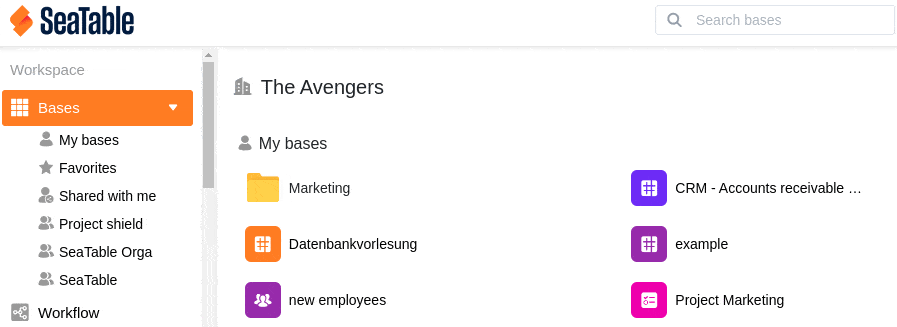 SeaTable
Search bases
Workspace
Bases
My bases
Favorites
Shared with me
Project shield
SeaTable Orga
SeaTable
Workflow
The Avengers
My bases
Marketing
CRM - Accounts receivable …
Datenbankvorlesung
example
new employees
Project Marketing